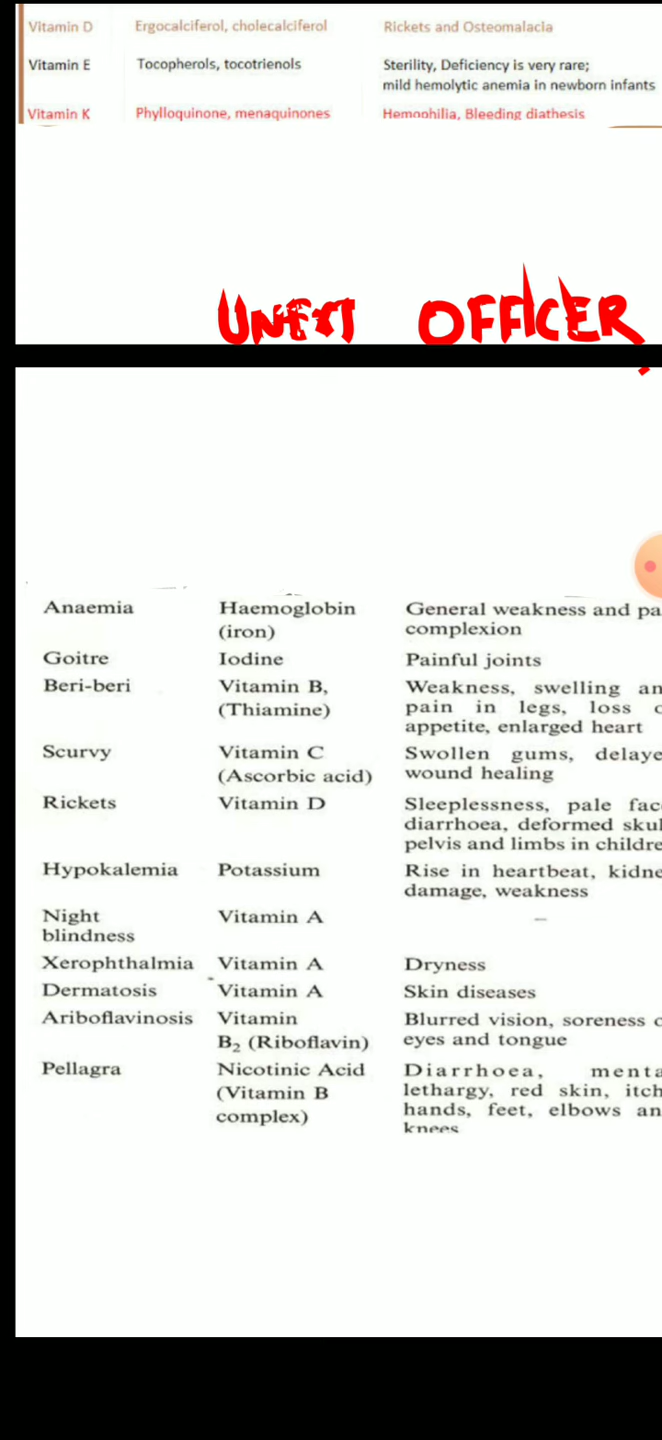 Vitamin D Ergocalciferol, cholecalciferol Rickets and Osteomalacia
Vitamin E Tocopherols, tocotrienols Sterility, Deficiency is very rare;
mild hemolytic anemia in newborn infants
Vitamin K Phylloquinone, menaquinones Hemophilia, Bleeding diathesis
OFFICER
Anaemia Haemoglobin General weakness and pa
(iron) complexion
Goitre Iodine Painful joints
Beri-beri Vitamin B, Weakness, swelling an
(Thiamine) pain in legs, loss o
appetite, enlarged heart
Scurvy Vitamin C Swollen gums, delaye
(Ascorbic acid) wound healing
Rickets Vitamin D Sleeplessness, pale fac
diarrhoea, deformed skul
pelvis and limbs in childre
Hypokalemia Potassium Rise in heartbeat, kidne
damage, weakness
Night Vitamin A –
blindness
Xerophthalmia Vitamin A Dryness
Dermatosis Vitamin A Skin diseases
Ariboflavinosis Vitamin Blurred vision, soreness o
B₂ (Riboflavin) eyes and tongue
Pellagra Nicotinic Acid Diarrhoea, menta
(Vitamin B lethargy, red skin, itch
complex) hands, feet, elbows an
knees